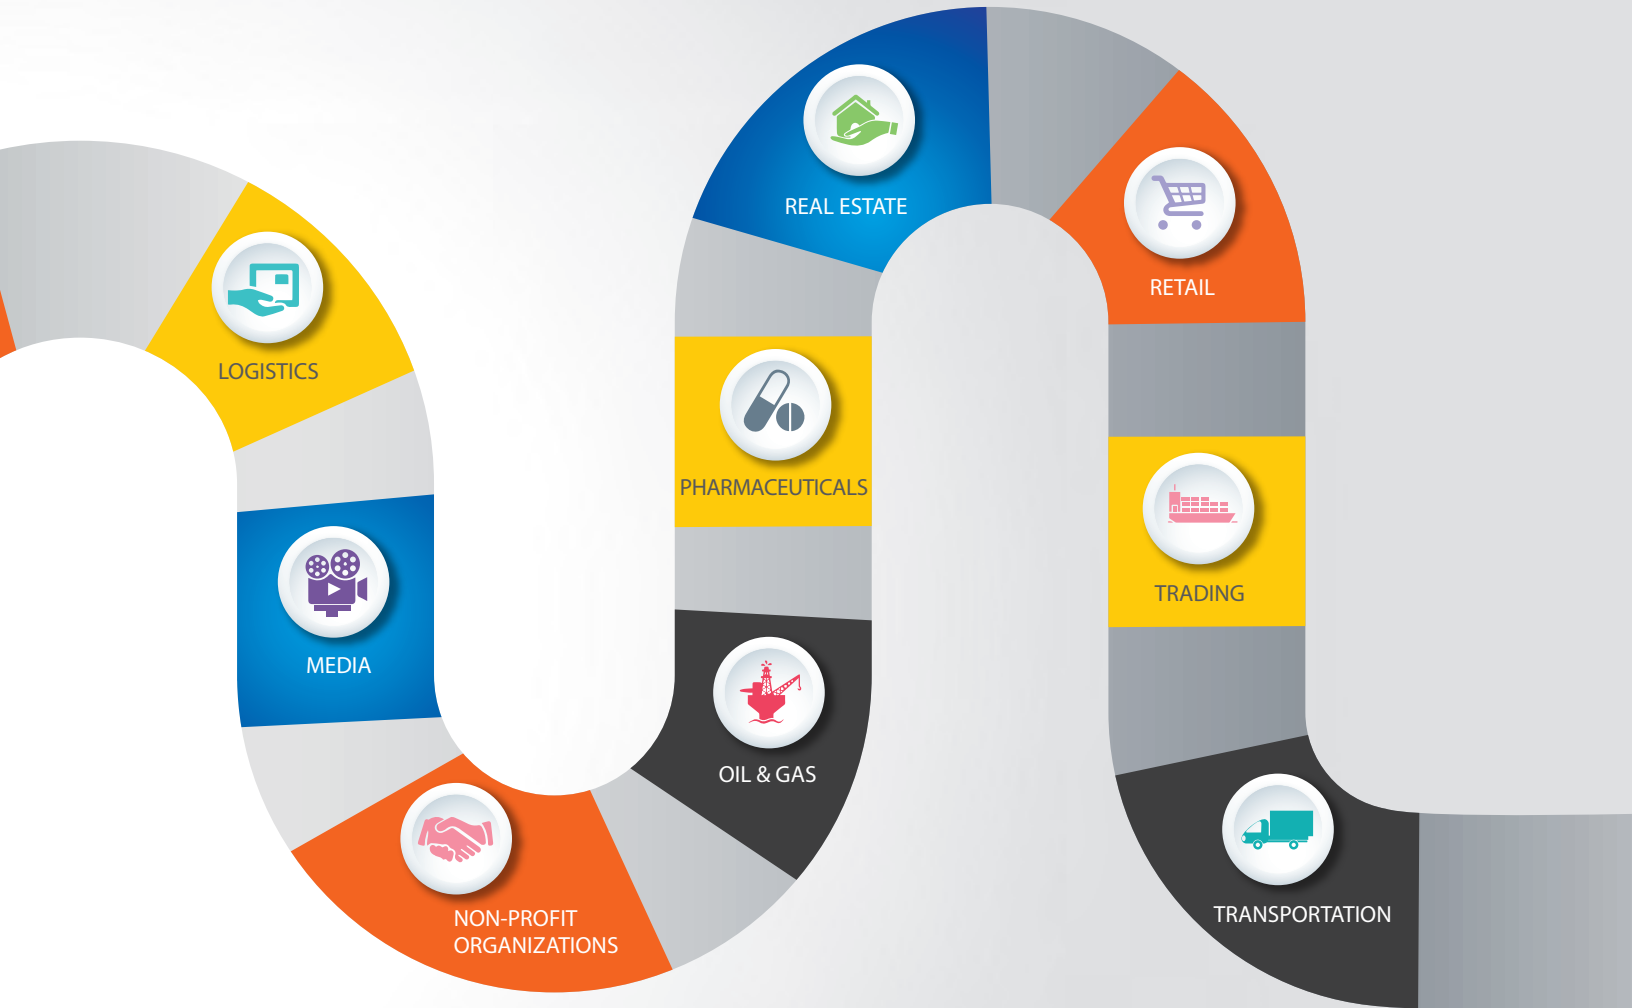 LOGISTICS
MEDIA
NON-PROFIT
ORGANIZATIONS
OIL & GAS
PHARMACEUTICALS
REAL ESTATE
RETAIL
TRADING
TRANSPORTATION